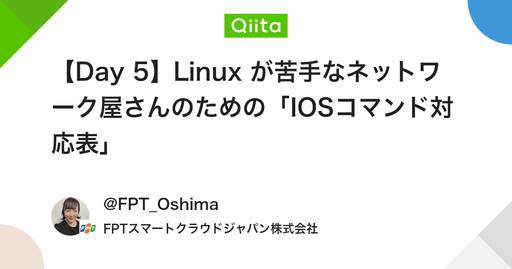 Qiita
【Day 5】Linux が苦手なネットワ
ーク屋さんのための「IOSコマンド対
応表」
@FPT_Oshima
FPT
FPTスマートクラウドジャパン株式会社